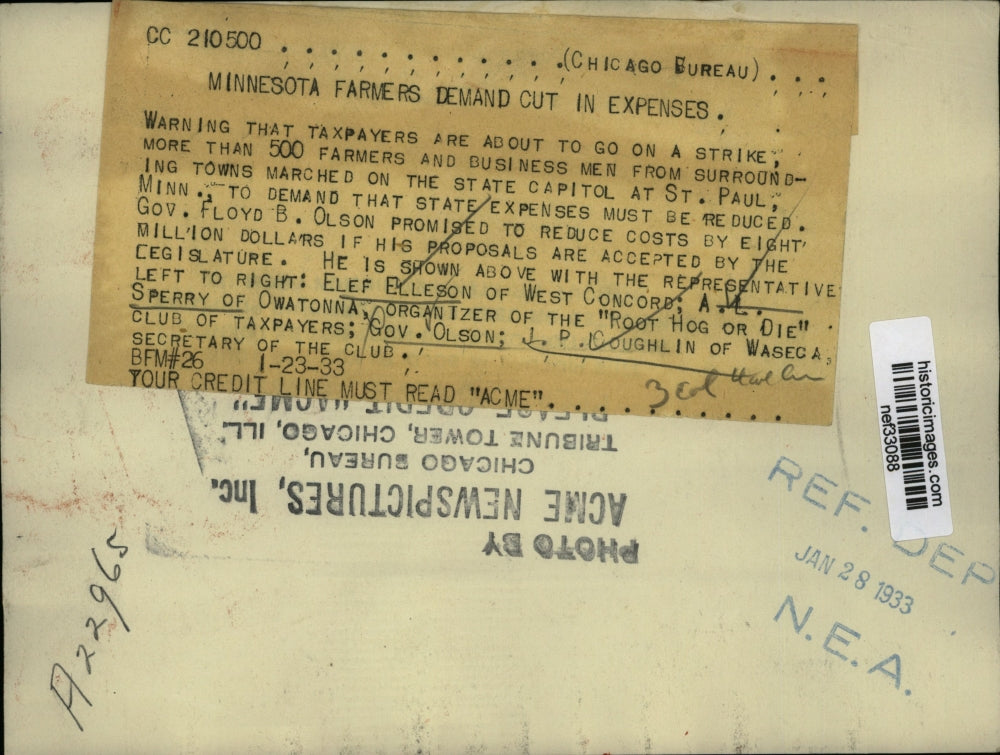 CC 210500 . . . . . . . . . . . . . (CHICAGO BUREAU) . . .
MINNESOTA FARMERS DEMAND CUT IN EXPENSES.
WARNING THAT TAXPAYERS ARE ABOUT TO GO ON A STRIKE,
MORE THAN 500 FARMERS AND BUSINESS MEN FROM SURROUND-
ING TOWNS MARCHED ON THE STATE CAPITOL AT ST. PAUL,
MINN., TO DEMAND THAT STATE EXPENSES MUST BE REDUCED.
GOV. FLOYD B. OLSON PROMISED TO REDUCE COSTS BY EIGHT
MILLION DOLLARS IF HIS PROPOSALS ARE ACCEPTED BY THE
LEGISLATURE. HE IS SHOWN ABOVE WITH THE REPRESENTATIVE
LEFT TO RIGHT: ELEF ELLESON OF WEST CONCORD; A.L.
SPERRY OF OWATONNA, ORGANIZER OF THE "ROOT HOG OR DIE"
CLUB OF TAXPAYERS; GOV. OLSON; J. P. COUGHLIN OF WASECA,
SECRETARY OF THE CLUB.
BFM#26 1-23-33
YOUR CREDIT LINE MUST READ "ACME" . . . . . . . . . .
3 col
PHOTO BY
ACME NEWSPICTURES, Inc.
CHICAGO BUREAU,
TRIBUNE TOWER, CHICAGO, ILL.
PLEASE CREDIT "ACME"
historicimages.com
nef33088
REF. DEP
JAN 28 1933
N.E.A.
A22965